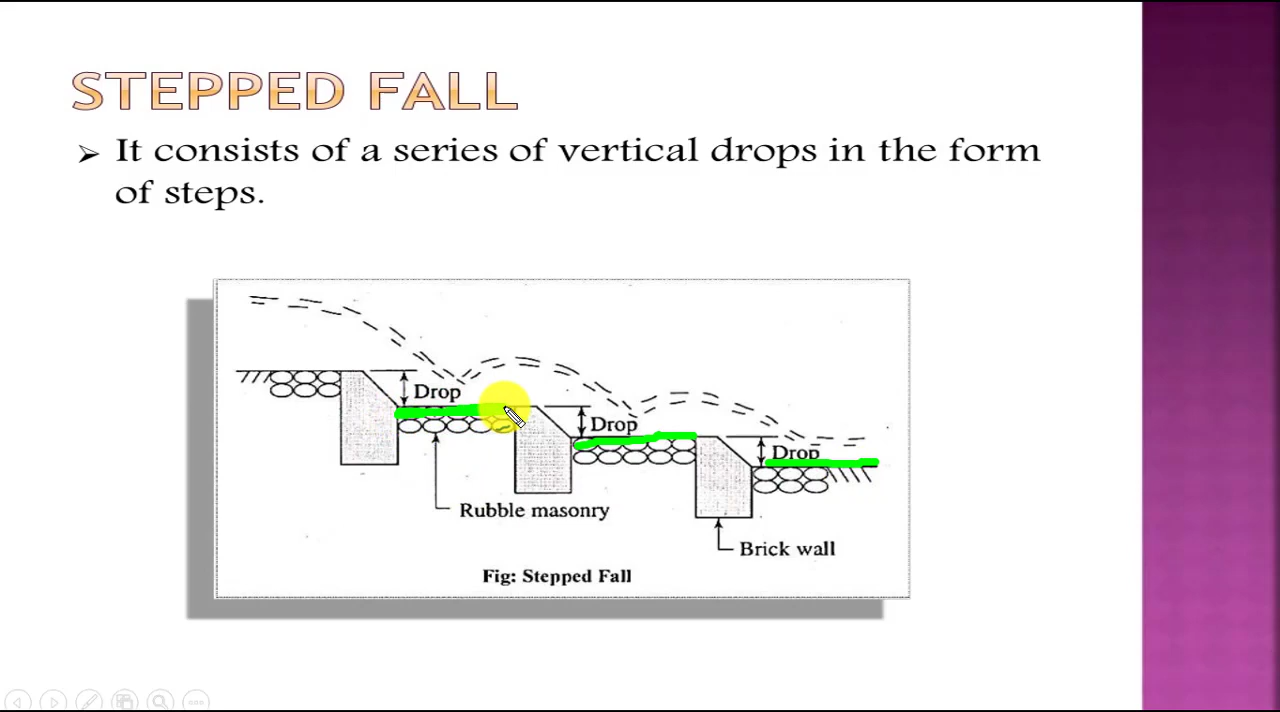 STEPPED FALL
It consists of a series of vertical drops in the form
of steps.
Drop
Drop
Drop
Rubble masonry
Brick wall
Fig: Stepped Fall